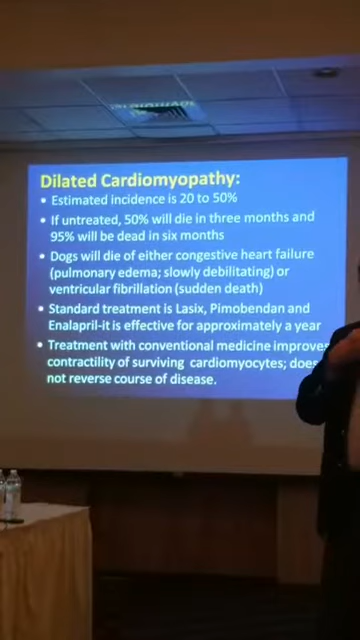 Dilated Cardiomyopathy:
• Estimated incidence is 20 to 50%
• If untreated, 50% will die in three months and
95% will be dead in six months
• Dogs will die of either congestive heart failure
(pulmonary edema; slowly debilitating) or
ventricular fibrillation (sudden death)
• Standard treatment is Lasix, Pimobendan and
Enalapril-it is effective for approximately a year
• Treatment with conventional medicine improves
contractility of surviving cardiomyocytes; does
not reverse course of disease.